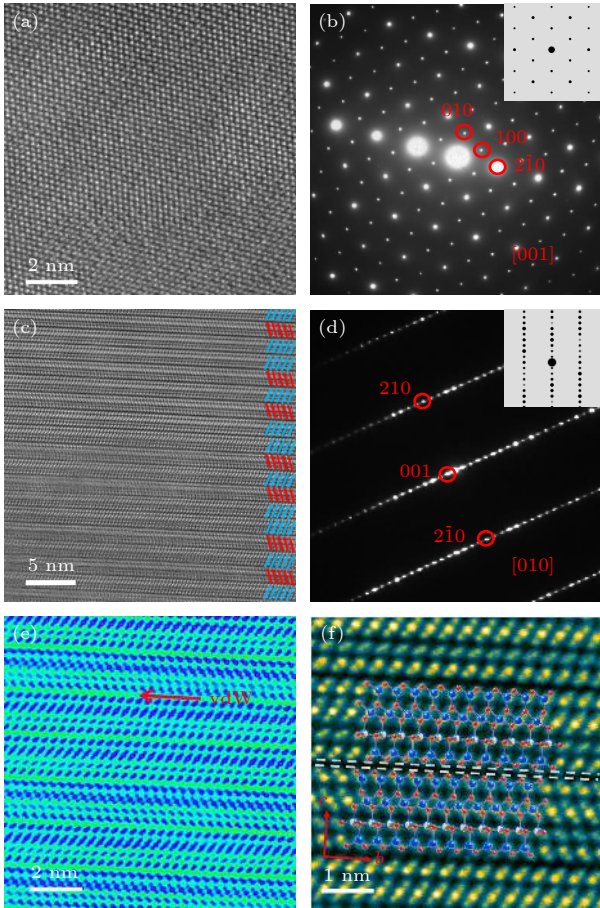 (a)
2 nm
(b)
010
100
21̄0
[001]
(c)
5 nm
(d)
210
001
21̄0
[010]
(e)
vdW
2 nm
(f)
c
b
1 nm